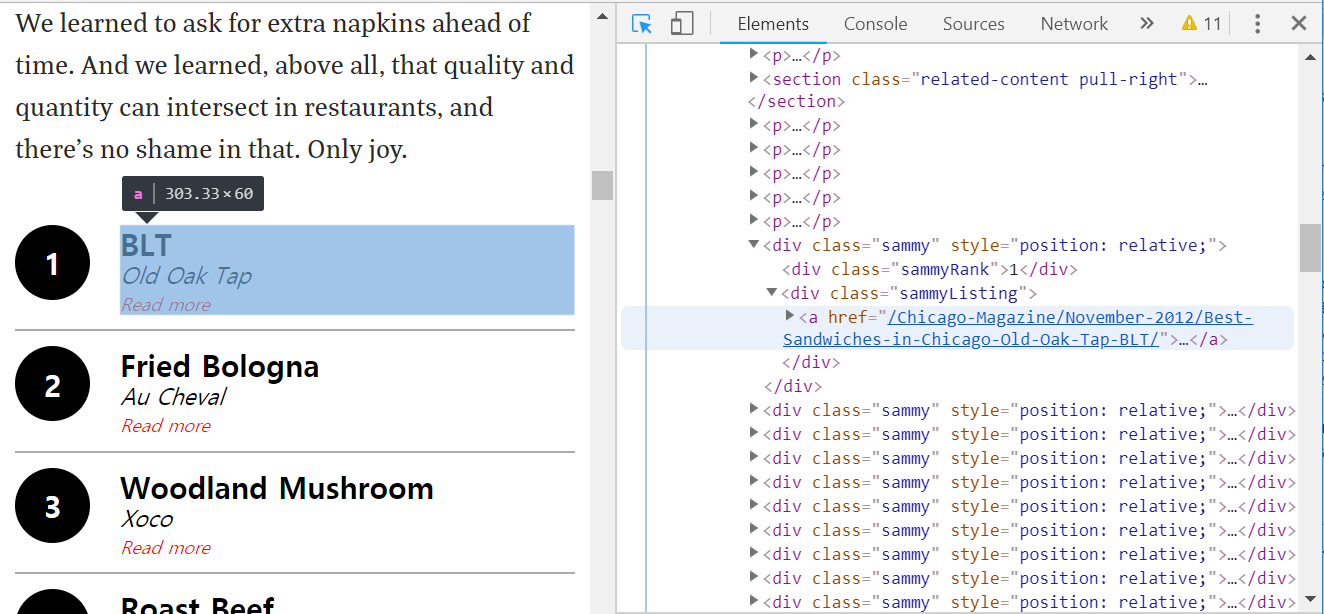 We learned to ask for extra napkins ahead of
time. And we learned, above all, that quality and
quantity can intersect in restaurants, and
there’s no shame in that. Only joy.
a | 303.33 × 60
1
BLT
Old Oak Tap
Read more
2
Fried Bologna
Au Cheval
Read more
3
Woodland Mushroom
Xoco
Read more
Roast Beef
Elements Console Sources Network » 11
<p>…</p>
<section class="related-content pull-right">…
</section>
<p>…</p>
<p>…</p>
<p>…</p>
<p>…</p>
<p>…</p>
<div class="sammy" style="position: relative;">
<div class="sammyRank">1</div>
<div class="sammyListing">
<a href="/Chicago-Magazine/November-2012/Best-
Sandwiches-in-Chicago-Old-Oak-Tap-BLT/">…</a>
</div>
</div>
<div class="sammy" style="position: relative;">…</div>
<div class="sammy" style="position: relative;">…</div>
<div class="sammy" style="position: relative;">…</div>
<div class="sammy" style="position: relative;">…</div>
<div class="sammy" style="position: relative;">…</div>
<div class="sammy" style="position: relative;">…</div>
<div class="sammy" style="position: relative;">…</div>
<div class="sammy" style="position: relative;">…</div>
<div class="sammy" style="position: relative;">…</div>